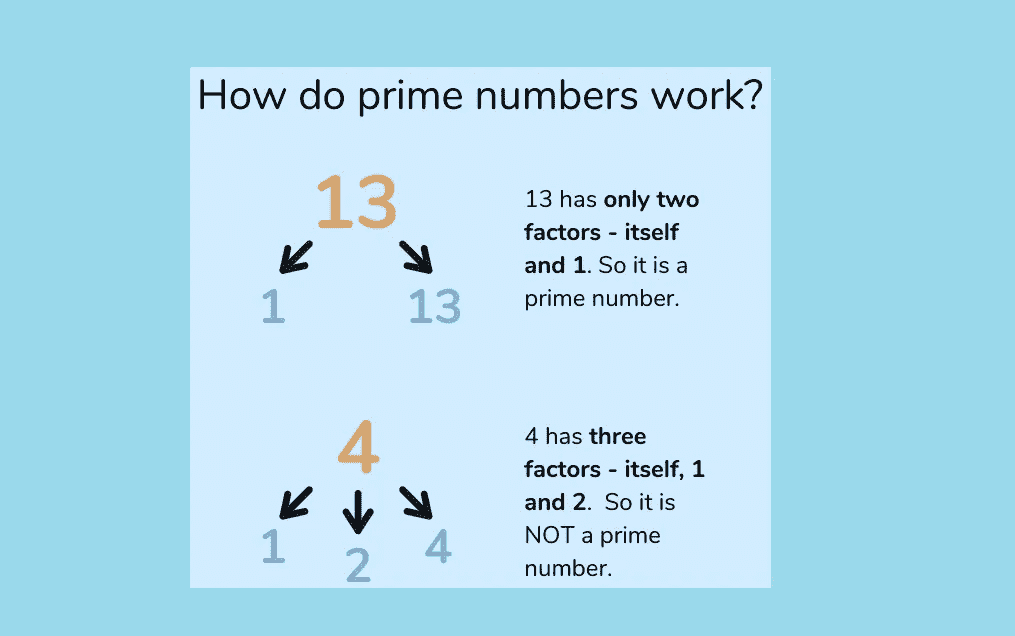 How do prime numbers work?
13
1 13
13 has only two
factors - itself
and 1. So it is a
prime number.
4
1 2 4
4 has three
factors - itself, 1
and 2.  So it is
NOT a prime
number.